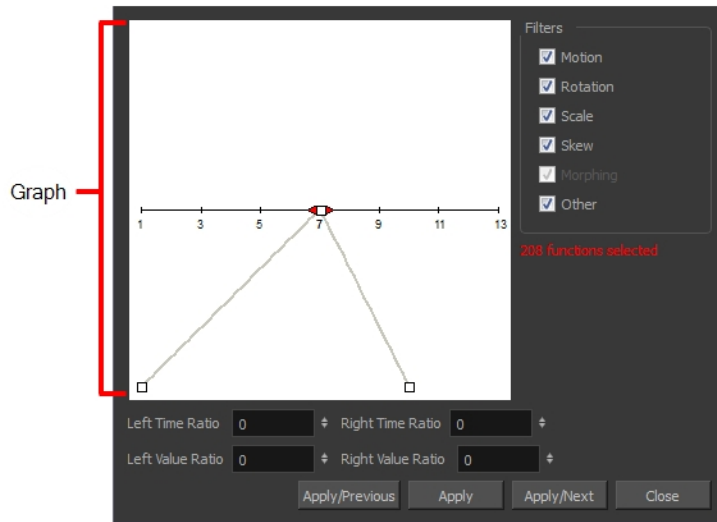 Graph
1 3 5 7 9 11 13
Filters
Motion
Rotation
Scale
Skew
Morphing
Other
208 functions selected
Left Time Ratio 0 Right Time Ratio 0
Left Value Ratio 0 Right Value Ratio 0
Apply/Previous Apply Apply/Next Close